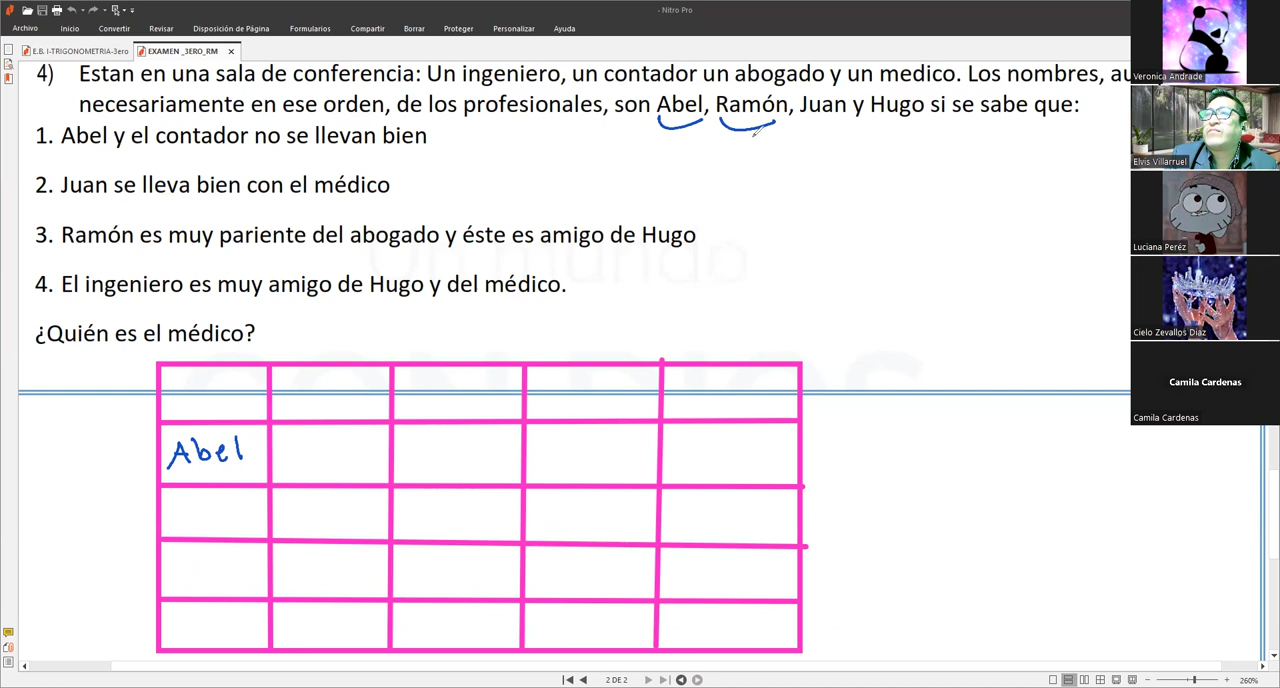 - Nitro Pro
Archivo Inicio Convertir Revisar Disposición de Página Formularios Compartir Borrar Proteger Personalizar Ayuda
E.B. I-TRIGONOMETRIA-3ero EXAMEN _3ERO_RM
4) Estan en una sala de conferencia: Un ingeniero, un contador un abogado y un medico. Los nombres, au
necesariamente en ese orden, de los profesionales, son Abel, Ramón, Juan y Hugo si se sabe que:
1. Abel y el contador no se llevan bien
2. Juan se lleva bien con el médico
3. Ramón es muy pariente del abogado y éste es amigo de Hugo
4. El ingeniero es muy amigo de Hugo y del médico.
¿Quién es el médico?
Abel
Veronica Andrade
Elvis Villarruel
Luciana Peréz
Cielo Zevallos Diaz
Camila Cardenas
Camila Cardenas
2 DE 2
260%